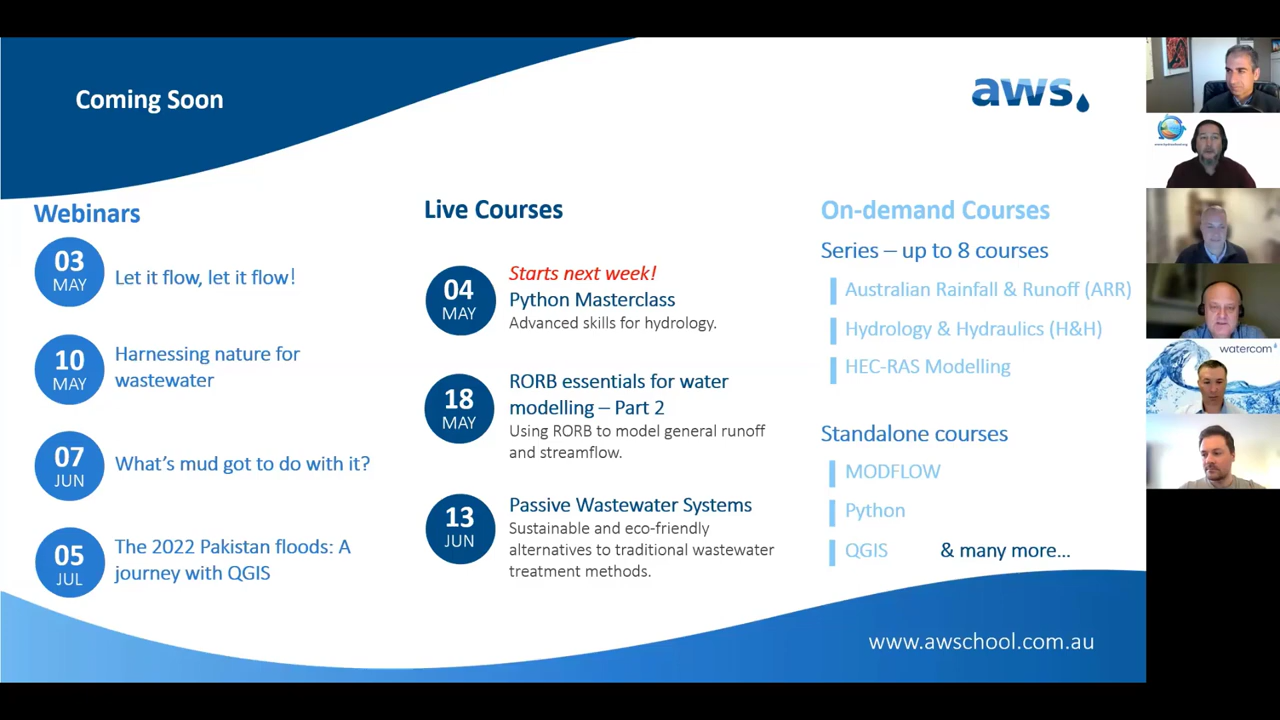 Coming Soon
aws
Webinars
03
MAY
Let it flow, let it flow!
10
MAY
Harnessing nature for
wastewater
07
JUN
What's mud got to do with it?
05
JUL
The 2022 Pakistan floods: A
journey with QGIS
Live Courses
04
MAY
Starts next week!
Python Masterclass
Advanced skills for hydrology.
18
MAY
RORB essentials for water
modelling – Part 2
Using RORB to model general runoff
and streamflow.
13
JUN
Passive Wastewater Systems
Sustainable and eco-friendly
alternatives to traditional wastewater
treatment methods.
On-demand Courses
Series – up to 8 courses
Australian Rainfall & Runoff (ARR)
Hydrology & Hydraulics (H&H)
HEC-RAS Modelling
Standalone courses
MODFLOW
Python
QGIS
& many more...
www.awschool.com.au
watercom